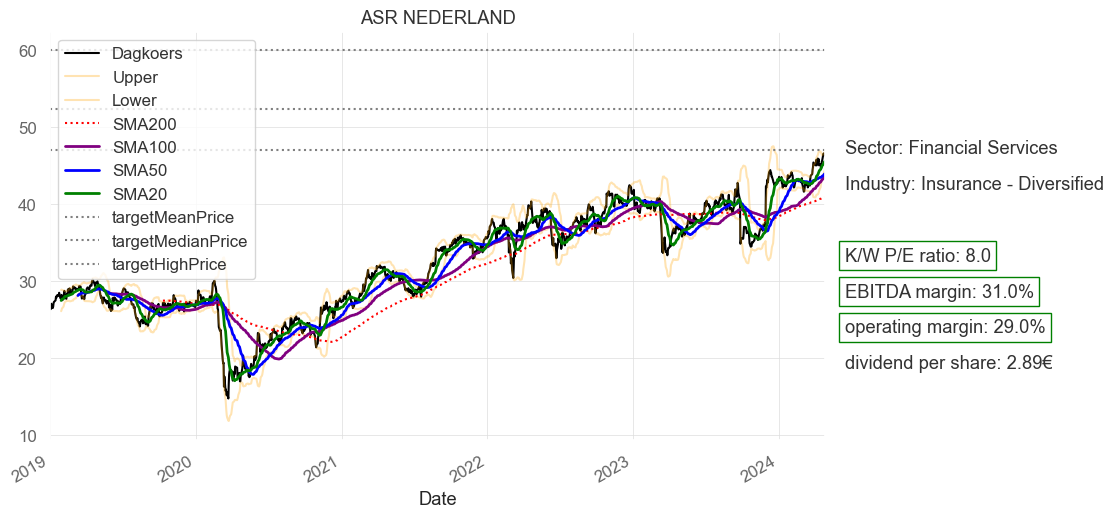 ASR NEDERLAND
60
50
40
30
20
10
Dagkoers
Upper
Lower
SMA200
SMA100
SMA50
SMA20
targetMeanPrice
targetMedianPrice
targetHighPrice
2019
2020
2021
2022
2023
2024
Date
Sector: Financial Services
Industry: Insurance - Diversified
K/W P/E ratio: 8.0
EBITDA margin: 31.0%
operating margin: 29.0%
dividend per share: 2.89€